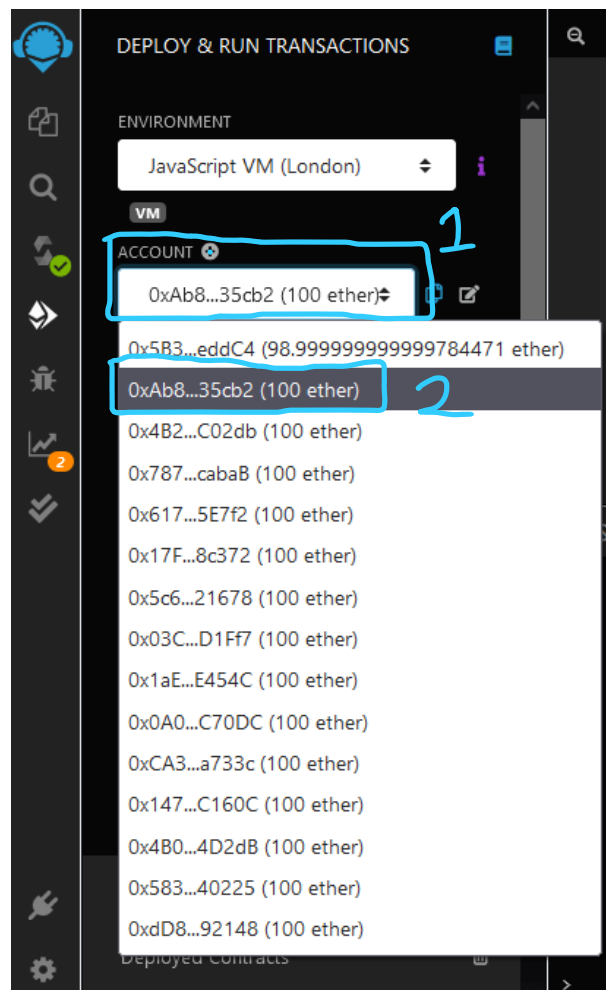 DEPLOY & RUN TRANSACTIONS
ENVIRONMENT
JavaScript VM (London)
VM
1
ACCOUNT
0xAb8...35cb2 (100 ether)
0x5B3...eddC4 (98.999999999999784471 ether)
0xAb8...35cb2 (100 ether)
2
0x4B2...C02db (100 ether)
2
0x787...cabaB (100 ether)
0x617...5E7f2 (100 ether)
0x17F...8c372 (100 ether)
0x5c6...21678 (100 ether)
0x03C...D1Ff7 (100 ether)
0x1aE...E454C (100 ether)
0x0A0...C70DC (100 ether)
0xCA3...a733c (100 ether)
0x147...C160C (100 ether)
0x4B0...4D2dB (100 ether)
0x583...40225 (100 ether)
0xdD8...92148 (100 ether)
Deployed Contracts